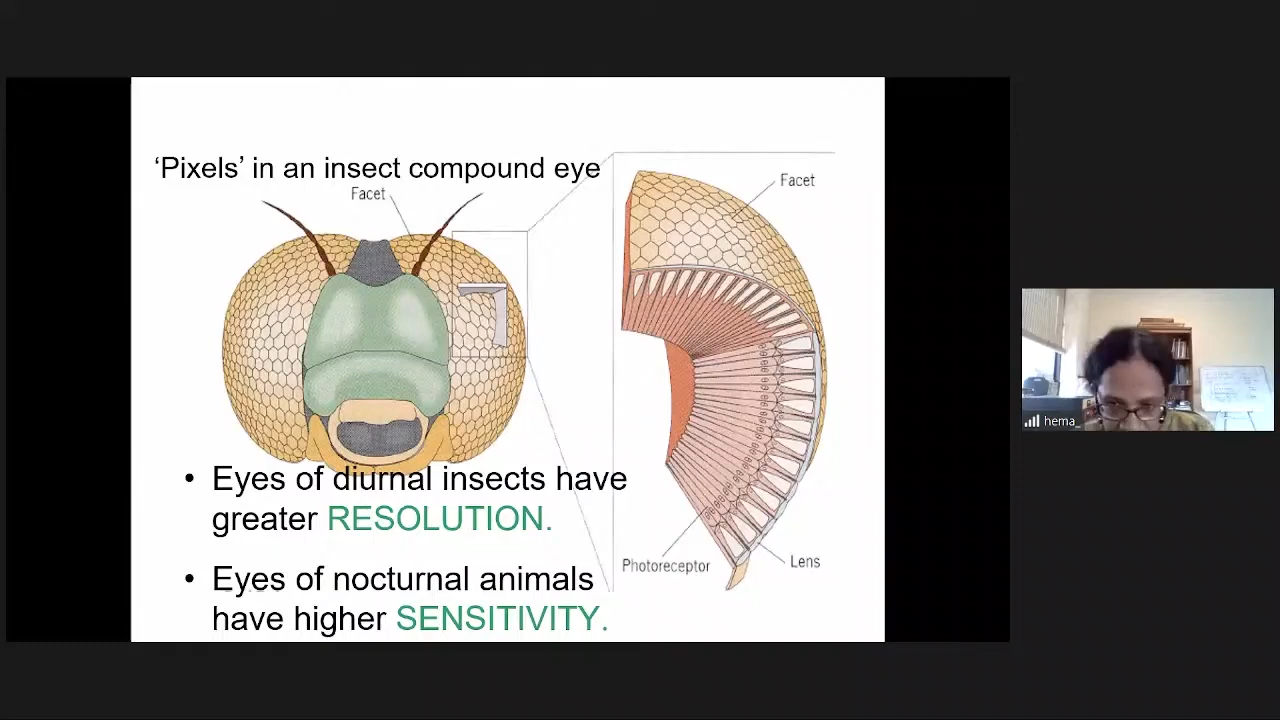 ‘Pixels’ in an insect compound eye
Facet
Facet
Photoreceptor
Lens
• Eyes of diurnal insects have
greater RESOLUTION.
• Eyes of nocturnal animals
have higher SENSITIVITY.
hema_